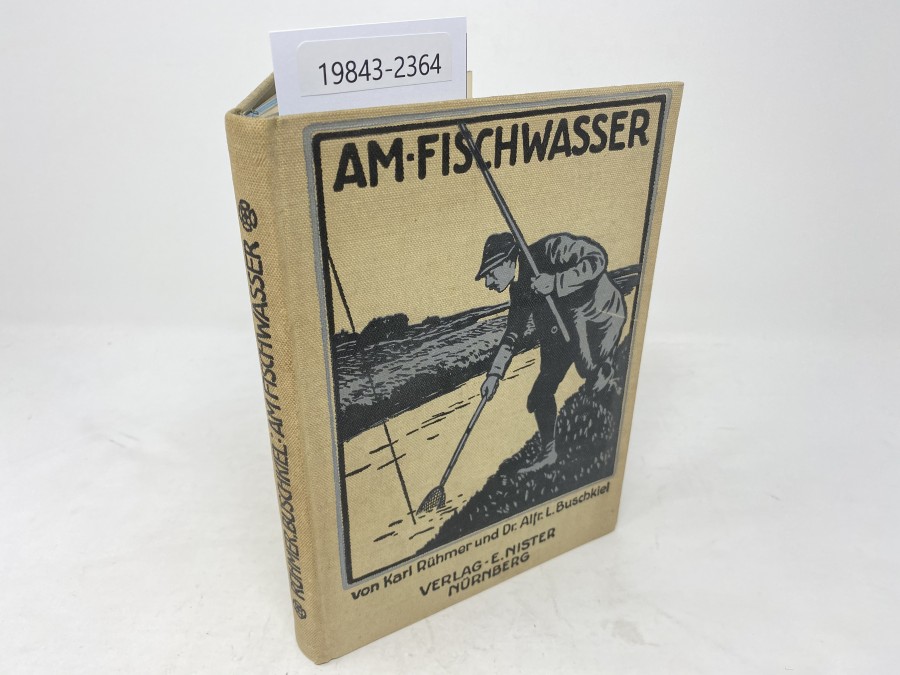 19843-2364
AM·FISCHWASSER
von Karl Rühmer und Dr. Alfr. L. Buschkiel
VERLAG·E. NISTER
NÜRNBERG
RÜHMER, BUSCHKIEL·AM FISCHWASSER